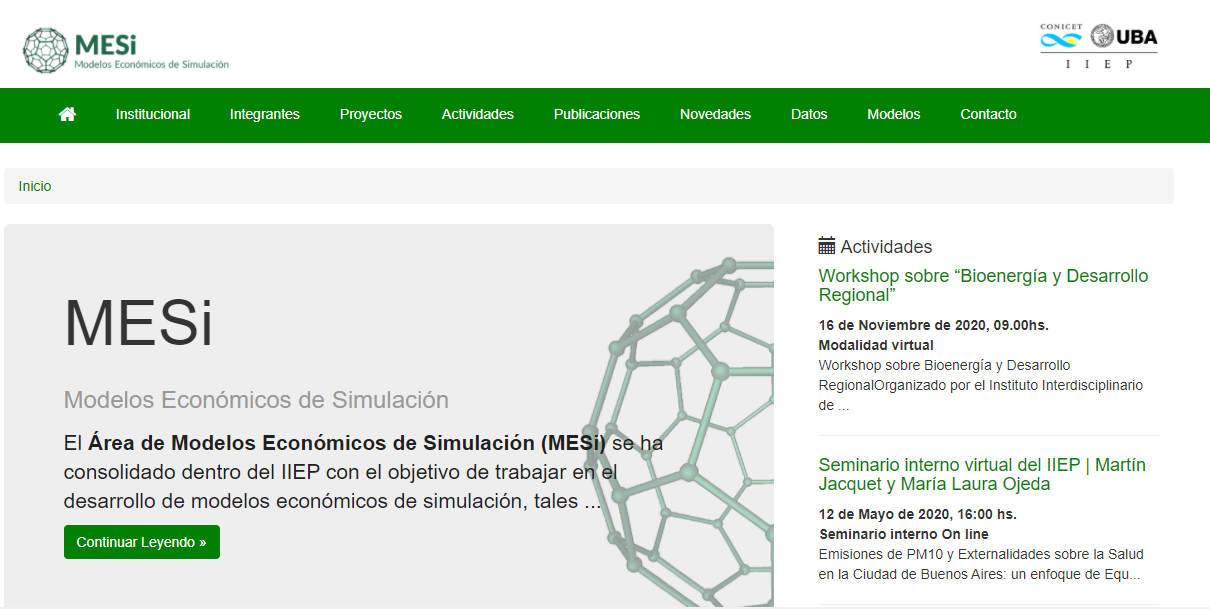 MESi
Modelos Económicos de Simulación
CONICET
UBA
I I E P
Institucional Integrantes Proyectos Actividades Publicaciones Novedades Datos Modelos Contacto
Inicio
MESi
Modelos Económicos de Simulación
El Área de Modelos Económicos de Simulación (MESi) se ha
consolidado dentro del IIEP con el objetivo de trabajar en el
desarrollo de modelos económicos de simulación, tales ...
Continuar Leyendo »
Actividades
Workshop sobre “Bioenergía y Desarrollo
Regional”
16 de Noviembre de 2020, 09.00hs.
Modalidad virtual
Workshop sobre Bioenergía y Desarrollo
RegionalOrganizado por el Instituto Interdisciplinario
de ...
Seminario interno virtual del IIEP | Martín
Jacquet y María Laura Ojeda
12 de Mayo de 2020, 16:00 hs.
Seminario interno On line
Emisiones de PM10 y Externalidades sobre la Salud
en la Ciudad de Buenos Aires: un enfoque de Equ...